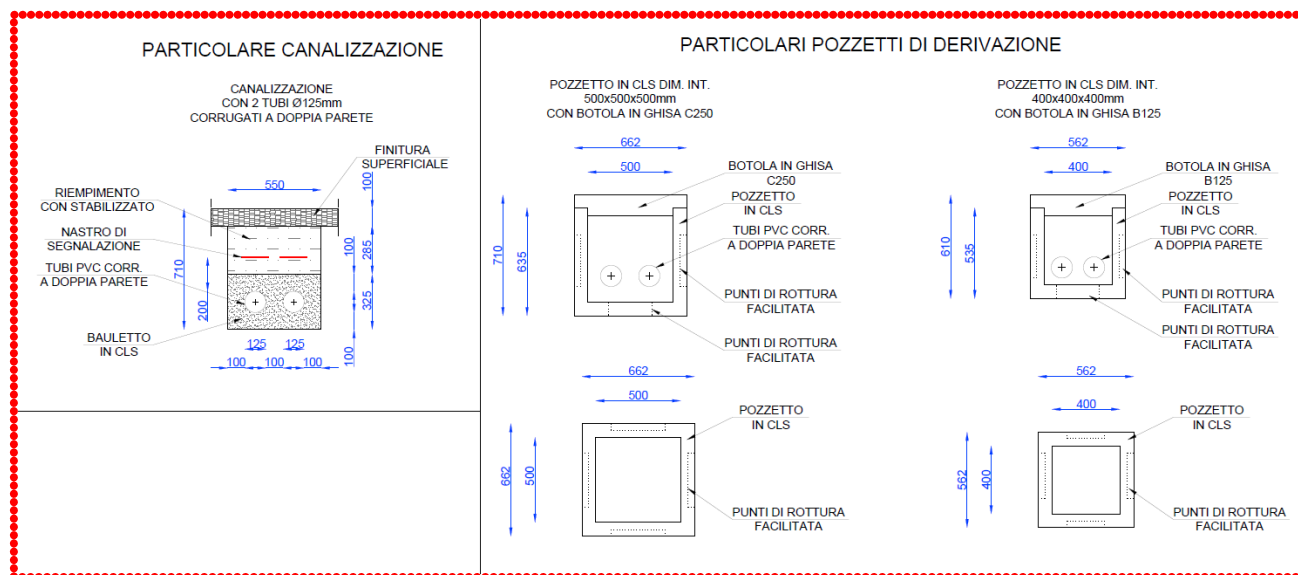 PARTICOLARE CANALIZZAZIONE
CANALIZZAZIONE
CON 2 TUBI Ø125mm
CORRUGATI A DOPPIA PARETE
FINITURA
SUPERFICIALE
550
100
RIEMPIMENTO
CON STABILIZZATO
NASTRO DI
SEGNALAZIONE
TUBI PVC CORR.
A DOPPIA PARETE
BAULETTO
IN CLS
710
200
100
285
325
100
125
125
100
100
100
PARTICOLARI POZZETTI DI DERIVAZIONE
POZZETTO IN CLS DIM. INT.
500x500x500mm
CON BOTOLA IN GHISA C250
662
500
710
635
BOTOLA IN GHISA
C250
POZZETTO
IN CLS
TUBI PVC CORR.
A DOPPIA PARETE
PUNTI DI ROTTURA
FACILITATA
PUNTI DI ROTTURA
FACILITATA
662
500
662
500
POZZETTO
IN CLS
PUNTI DI ROTTURA
FACILITATA
POZZETTO IN CLS DIM. INT.
400x400x400mm
CON BOTOLA IN GHISA B125
562
400
610
535
BOTOLA IN GHISA
B125
POZZETTO
IN CLS
TUBI PVC CORR.
A DOPPIA PARETE
PUNTI DI ROTTURA
FACILITATA
PUNTI DI ROTTURA
FACILITATA
562
400
562
400
POZZETTO
IN CLS
PUNTI DI ROTTURA
FACILITATA